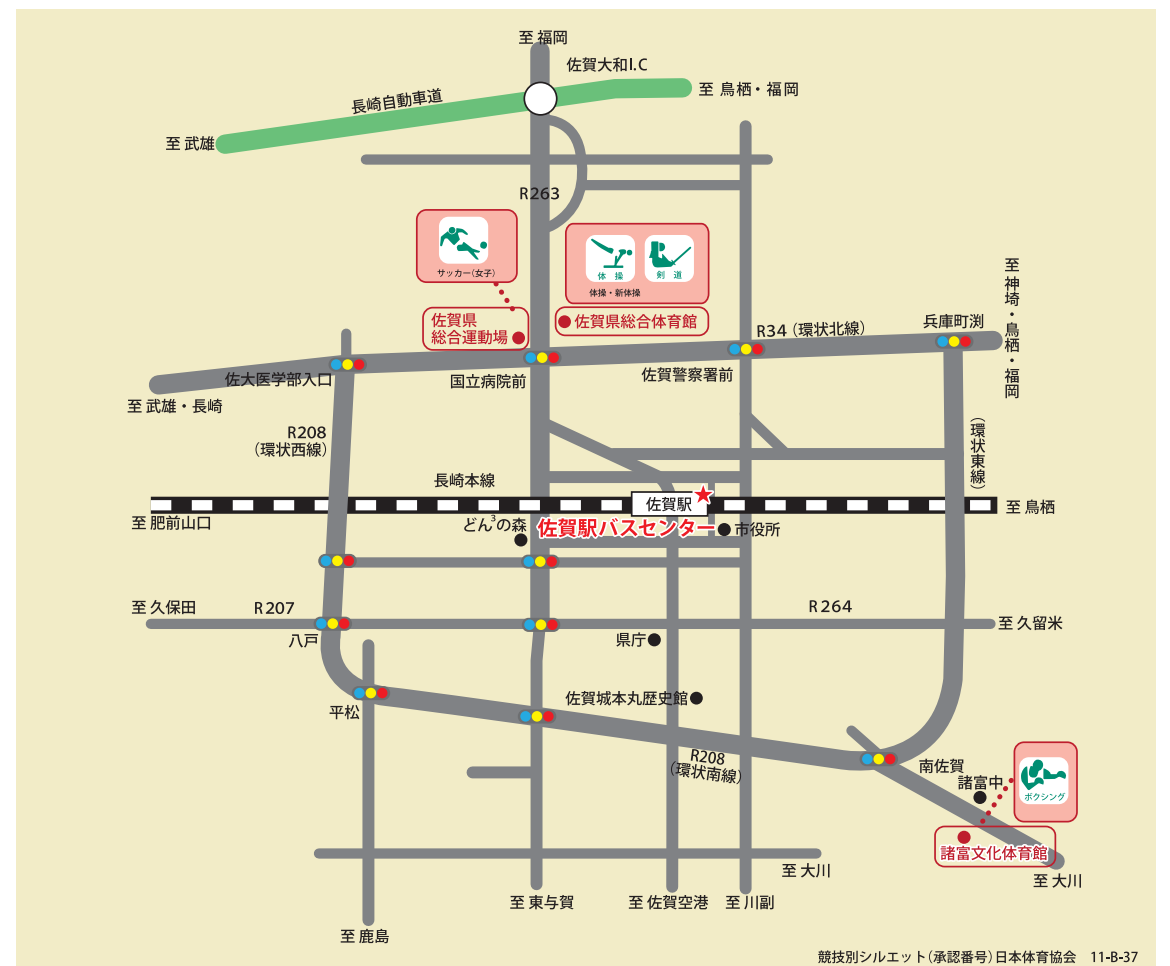 至 福岡
佐賀大和I.C
長崎自動車道
至 鳥栖・福岡
至 武雄
R263
サッカー(女子)
体 操
剣 道
体操・新体操
佐賀県
総合運動場
佐賀県総合体育館
R34（環状北線）
兵庫町渕
至 神埼・鳥栖・福岡
佐大医学部入口
国立病院前
佐賀警察署前
至 武雄・長崎
R208
（環状西線）
（環状東線）
長崎本線
佐賀駅
至 鳥栖
至 肥前山口
どん³の森
佐賀駅バスセンター
市役所
至 久保田
R207
R264
至 久留米
八戸
県庁
平松
佐賀城本丸歴史館
R208
（環状南線）
南佐賀
諸富中
ボクシング
諸富文化体育館
至 大川
至 大川
至 東与賀
至 佐賀空港
至 川副
至 鹿島
競技別シルエット（承認番号）日本体育協会　11-B-37